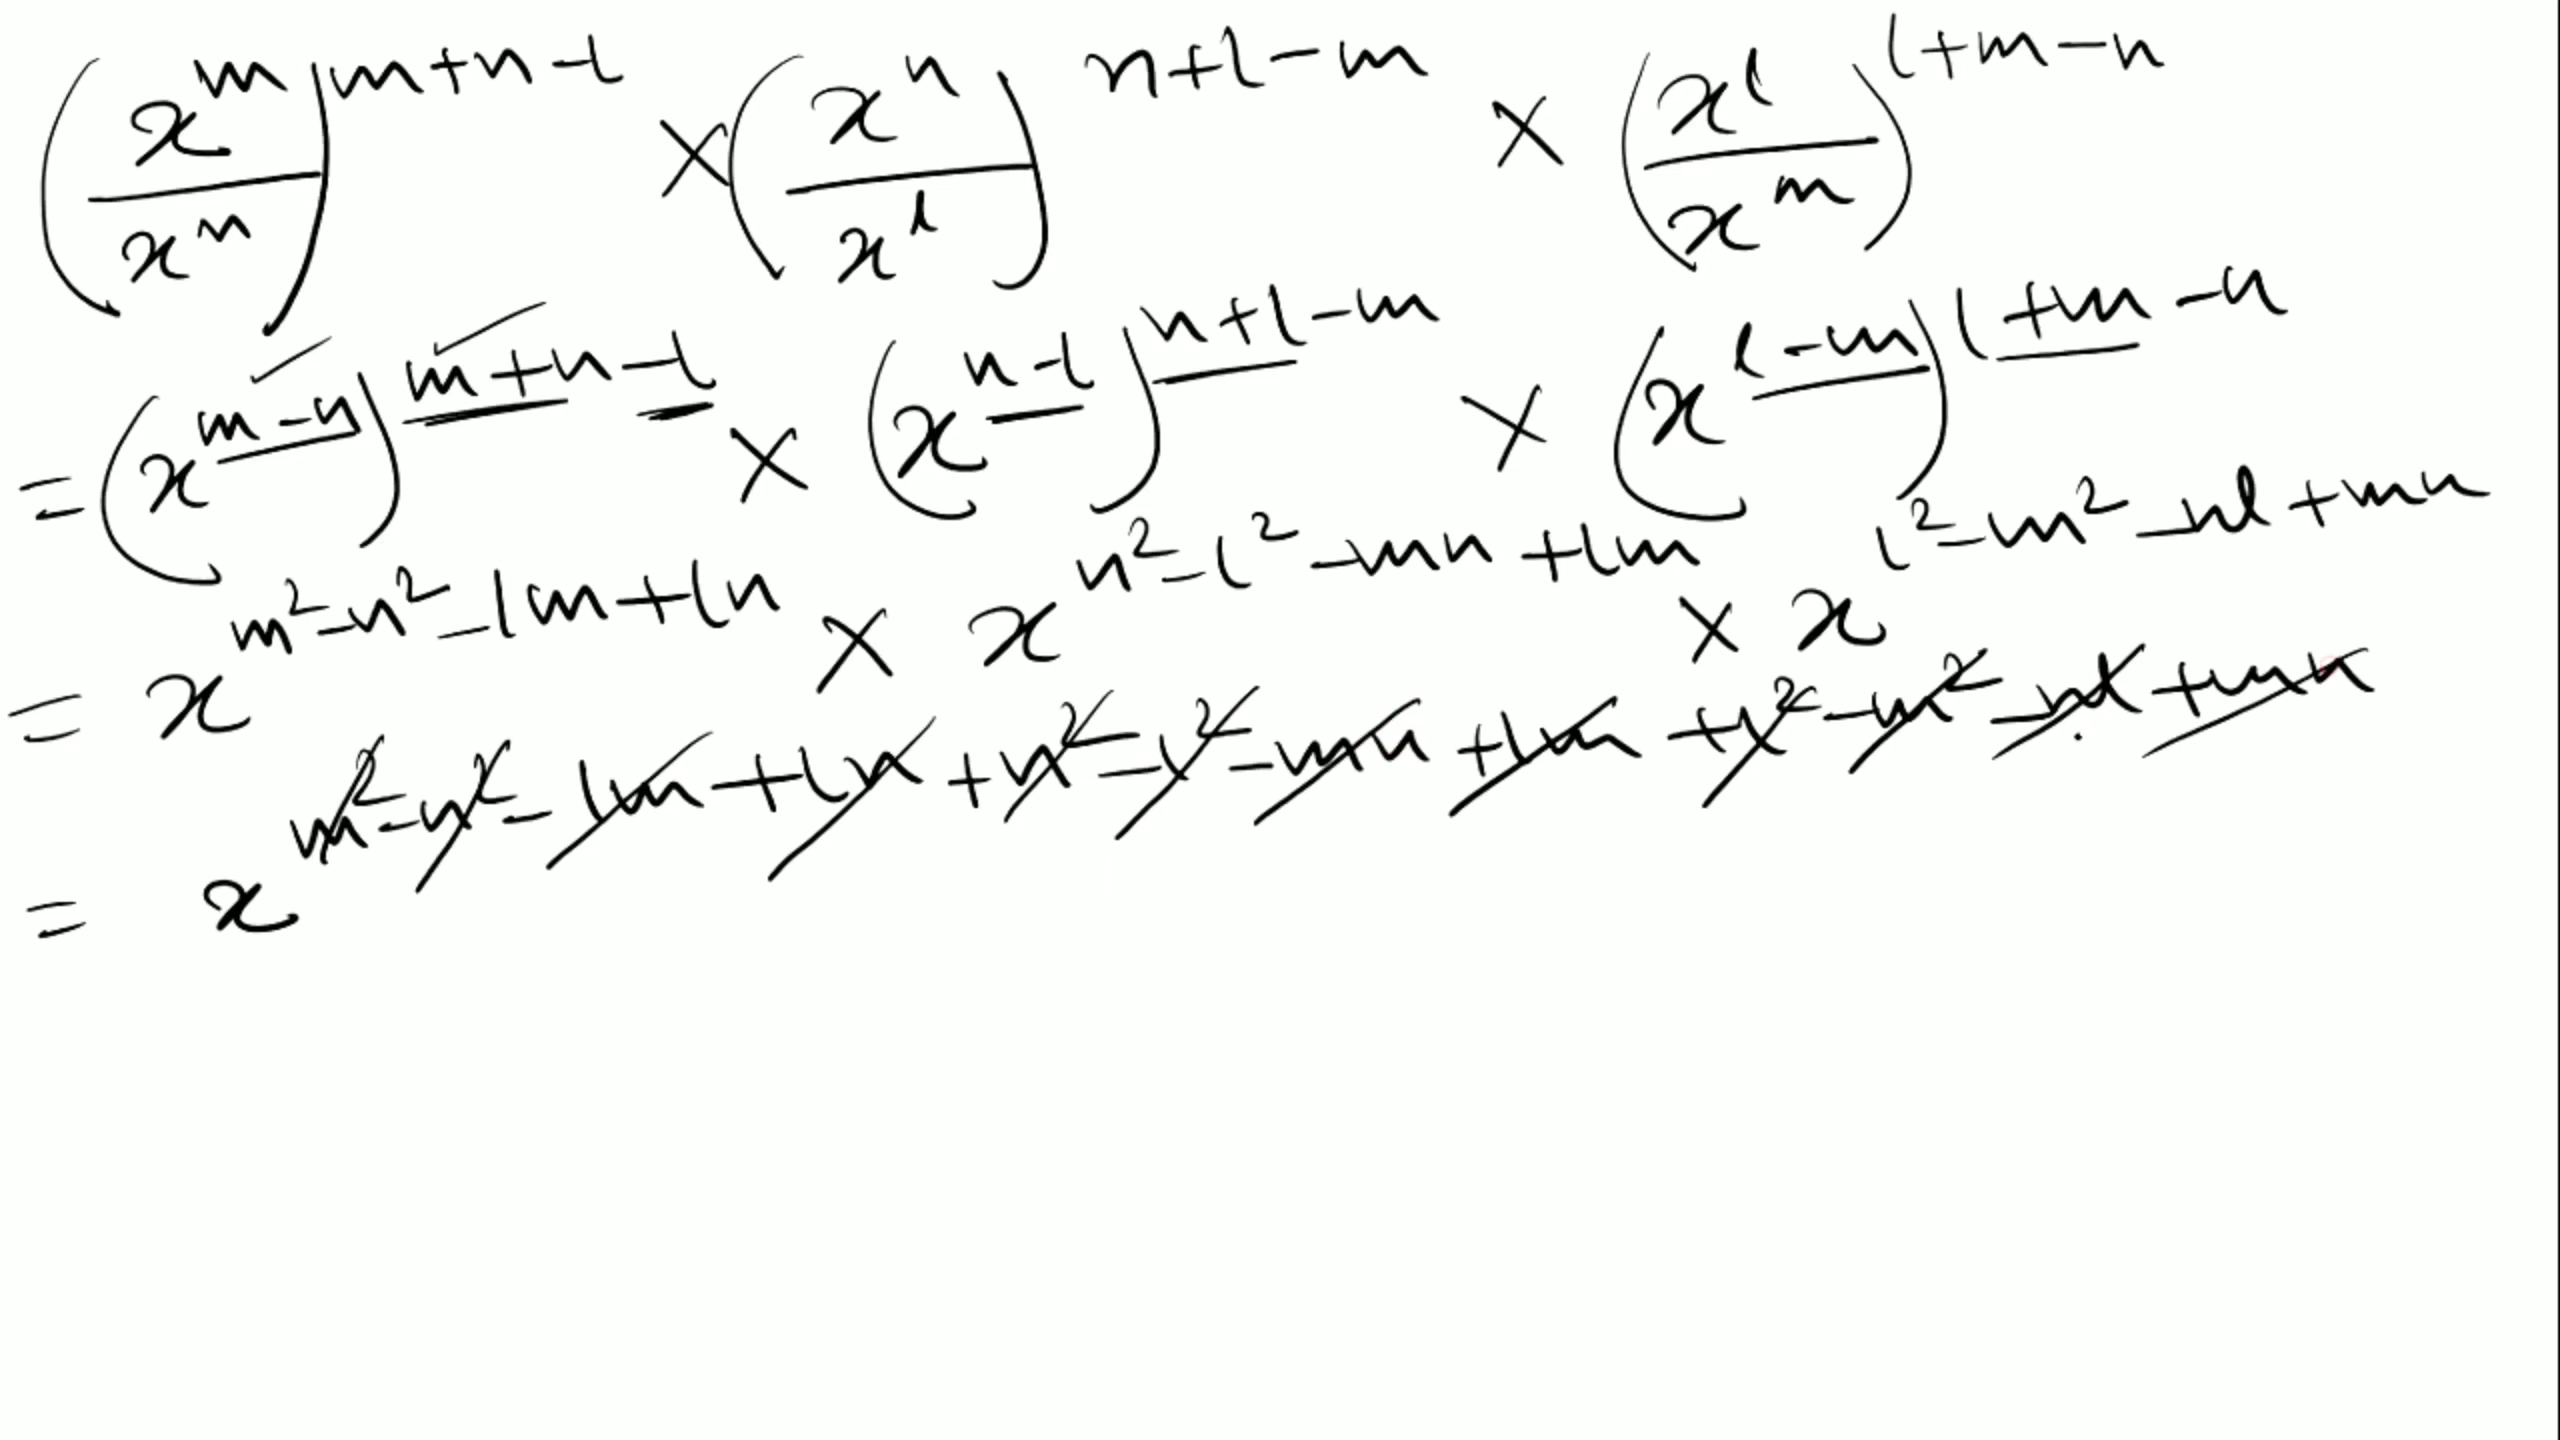 (x^m/x^n)^m+n-l × (x^n/x^l)^n+l-m × (x^l/x^m)^l+m-n
= (x^m-n)^m+n-l × (x^n-l)^n+l-m × (x^l-m)^l+m-n
= x^m²-n²-lm+ln × x^n²-l²-mn+lm × x^l²-m²-nl+mn
= x^m²-n²-lm+ln+n²-l²-mn+lm+l²-m²-nl+mn